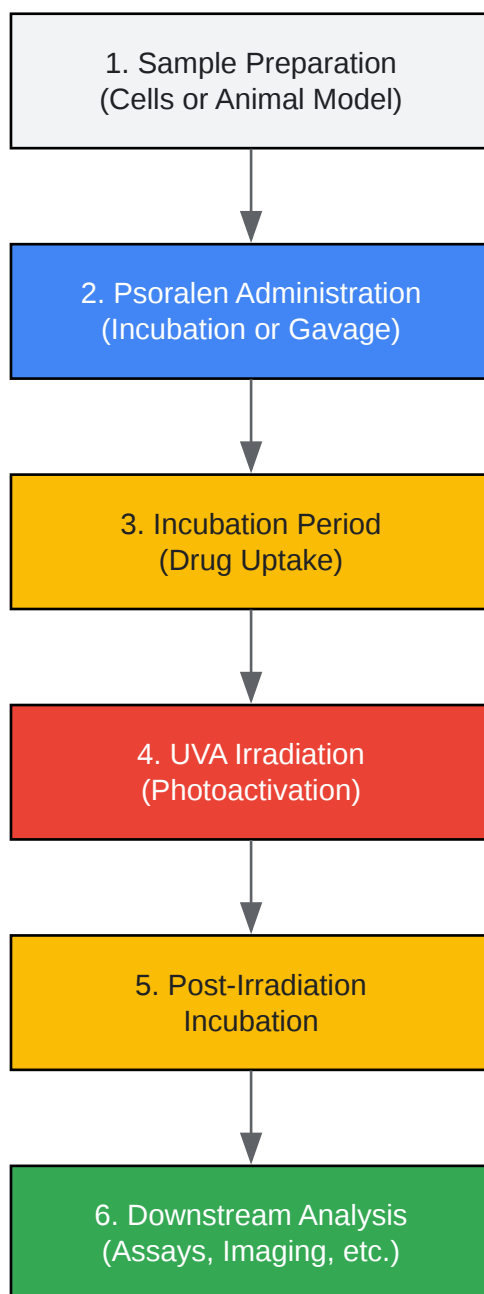 1. Sample Preparation
(Cells or Animal Model)
2. Psoralen Administration
(Incubation or Gavage)
3. Incubation Period
(Drug Uptake)
4. UVA Irradiation
(Photoactivation)
5. Post-Irradiation
Incubation
6. Downstream Analysis
(Assays, Imaging, etc.)